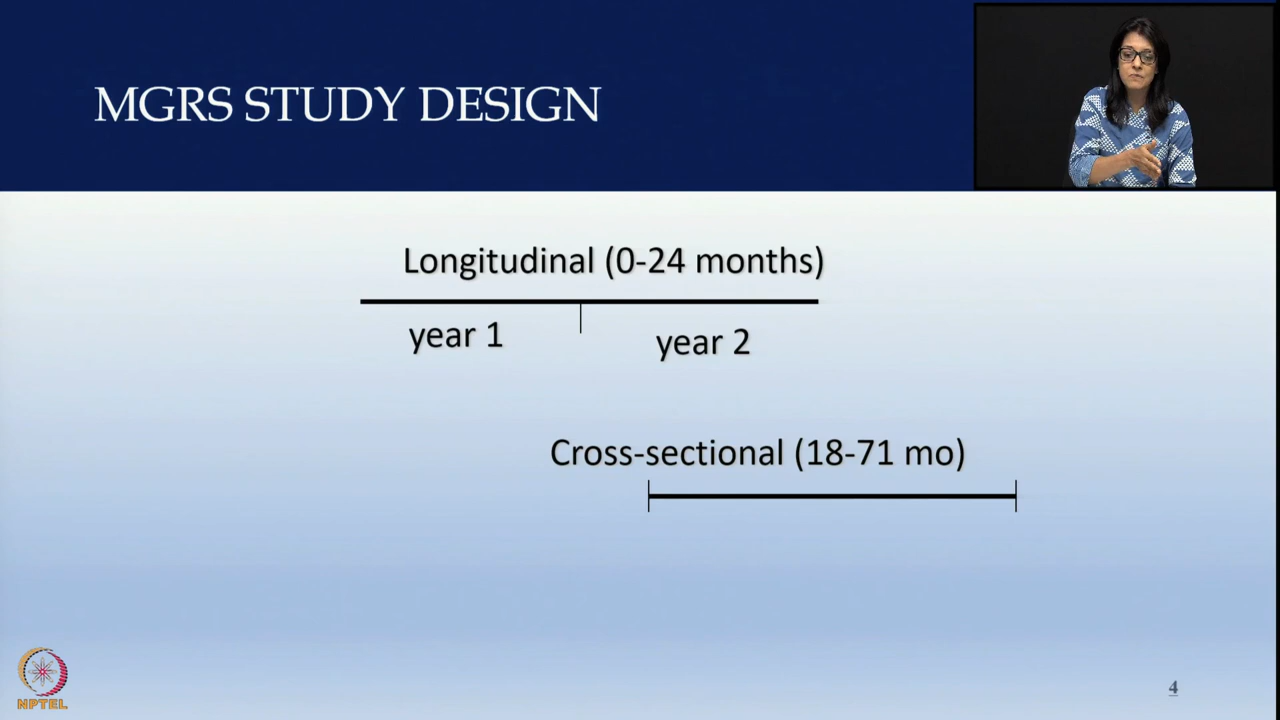 MGRS STUDY DESIGN
Longitudinal (0-24 months)
year 1
year 2
Cross-sectional (18-71 mo)
NPTEL
4